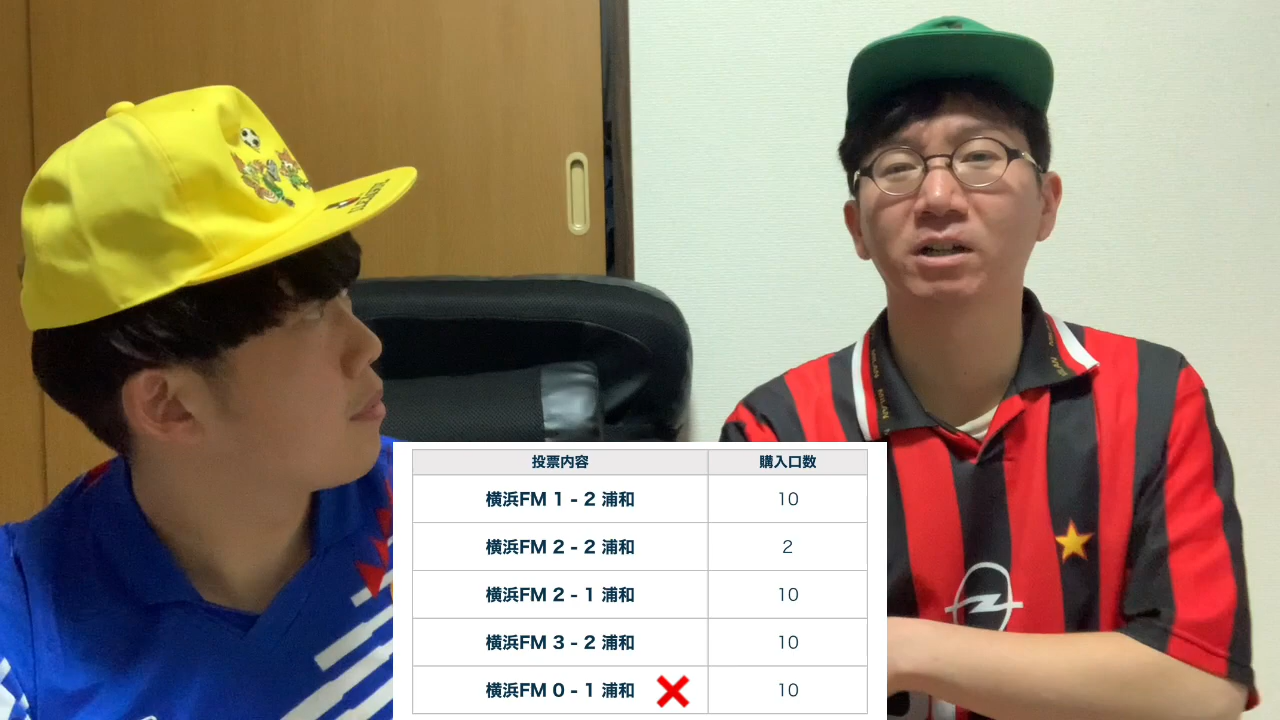 投票内容 購入口数
横浜FM 1 - 2 浦和 10
横浜FM 2 - 2 浦和 2
横浜FM 2 - 1 浦和 10
横浜FM 3 - 2 浦和 10
横浜FM 0 - 1 浦和 10